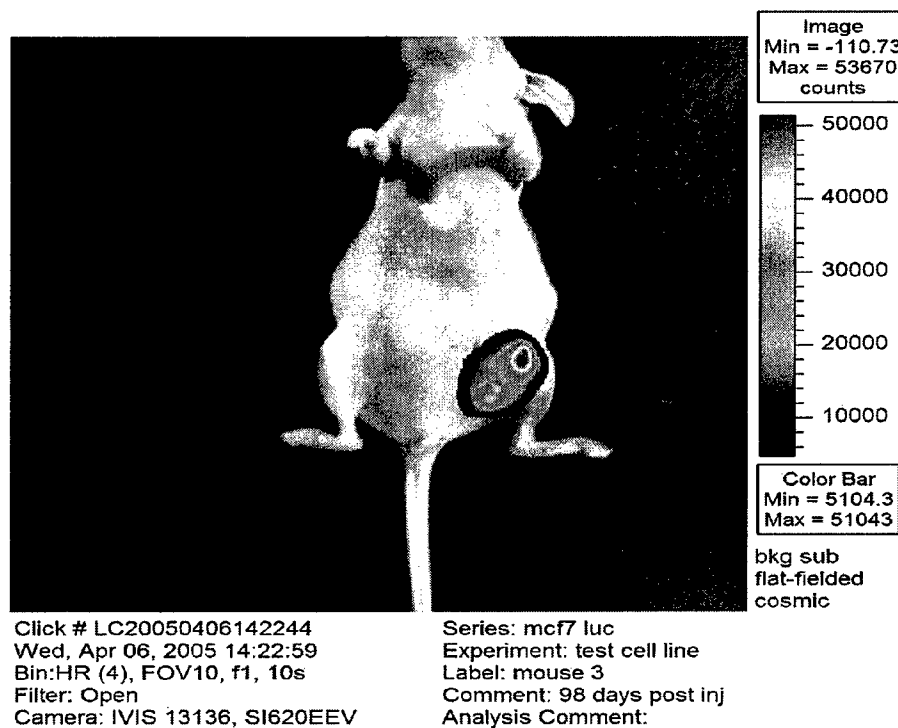 Image
Min = -110.73
Max = 53670
counts
50000
40000
30000
20000
10000
Color Bar
Min = 5104.3
Max = 51043
bkg sub
flat-fielded
cosmic
Click # LC20050406142244
Wed, Apr 06, 2005 14:22:59
Bin:HR (4), FOV10, f1, 10s
Filter: Open
Camera: IVIS 13136, SI620EEV
Series: mcf7 luc
Experiment: test cell line
Label: mouse 3
Comment: 98 days post inj
Analysis Comment: